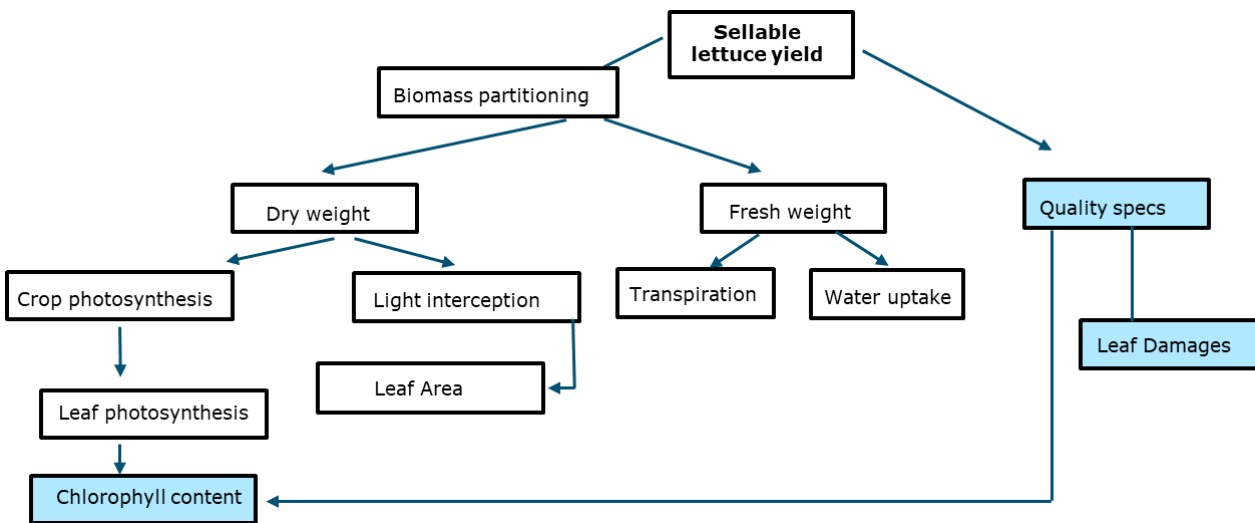 Sellable
lettuce yield
Biomass partitioning
Dry weight
Fresh weight
Quality specs
Crop photosynthesis
Light interception
Transpiration
Water uptake
Leaf Damages
Leaf Area
Leaf photosynthesis
Chlorophyll content